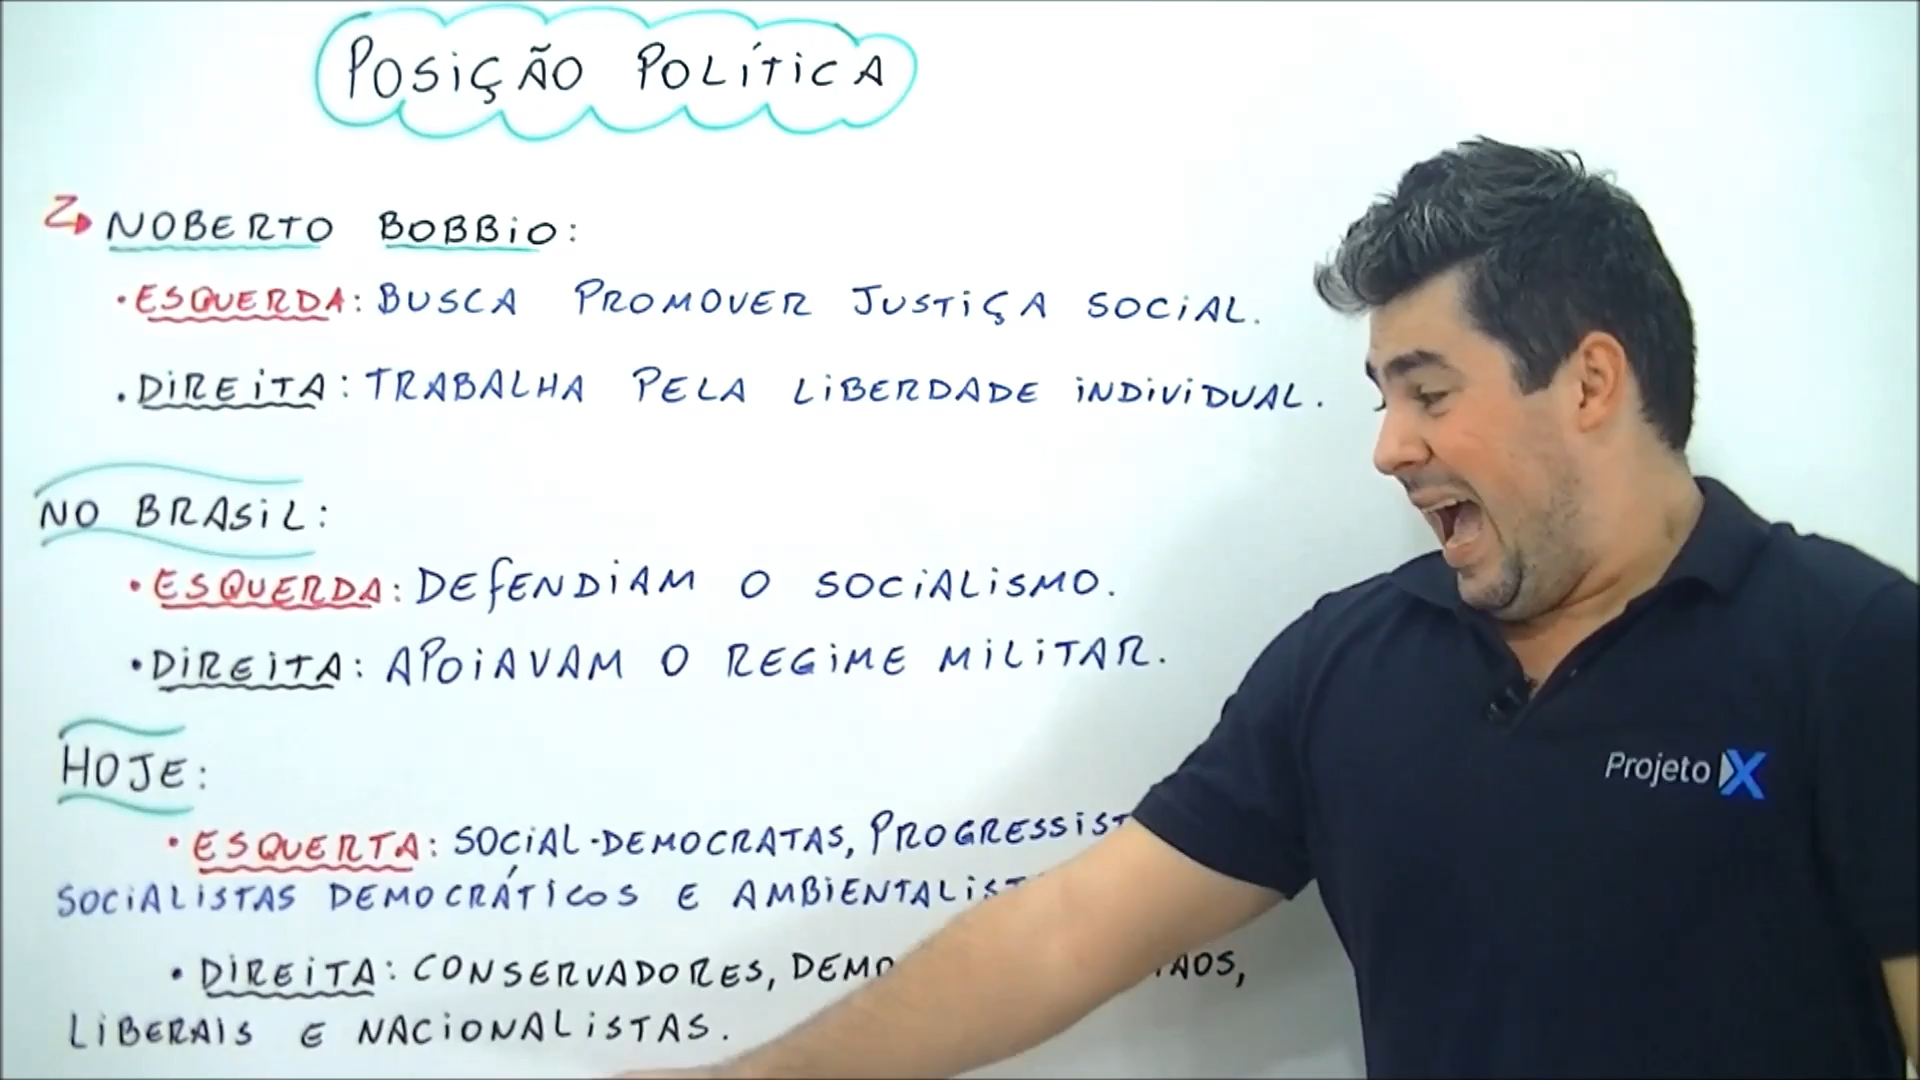 POSIÇÃO POLÍTICA
NOBERTO BOBBIO:
• ESQUERDA: BUSCA PROMOVER JUSTIÇA SOCIAL.
• DIREITA: TRABALHA PELA LIBERDADE INDIVIDUAL.
NO BRASIL:
• ESQUERDA: DEFENDIAM O SOCIALISMO.
• DIREITA: APOIAVAM O REGIME MILITAR.
Projeto X
HOJE:
• ESQUERTA: SOCIAL-DEMOCRATAS,
SOCIALISTAS DEMOCRÁTICOS E
• DIREITA: CONSERVADORES,
LIBERAIS E NACIONALISTAS.